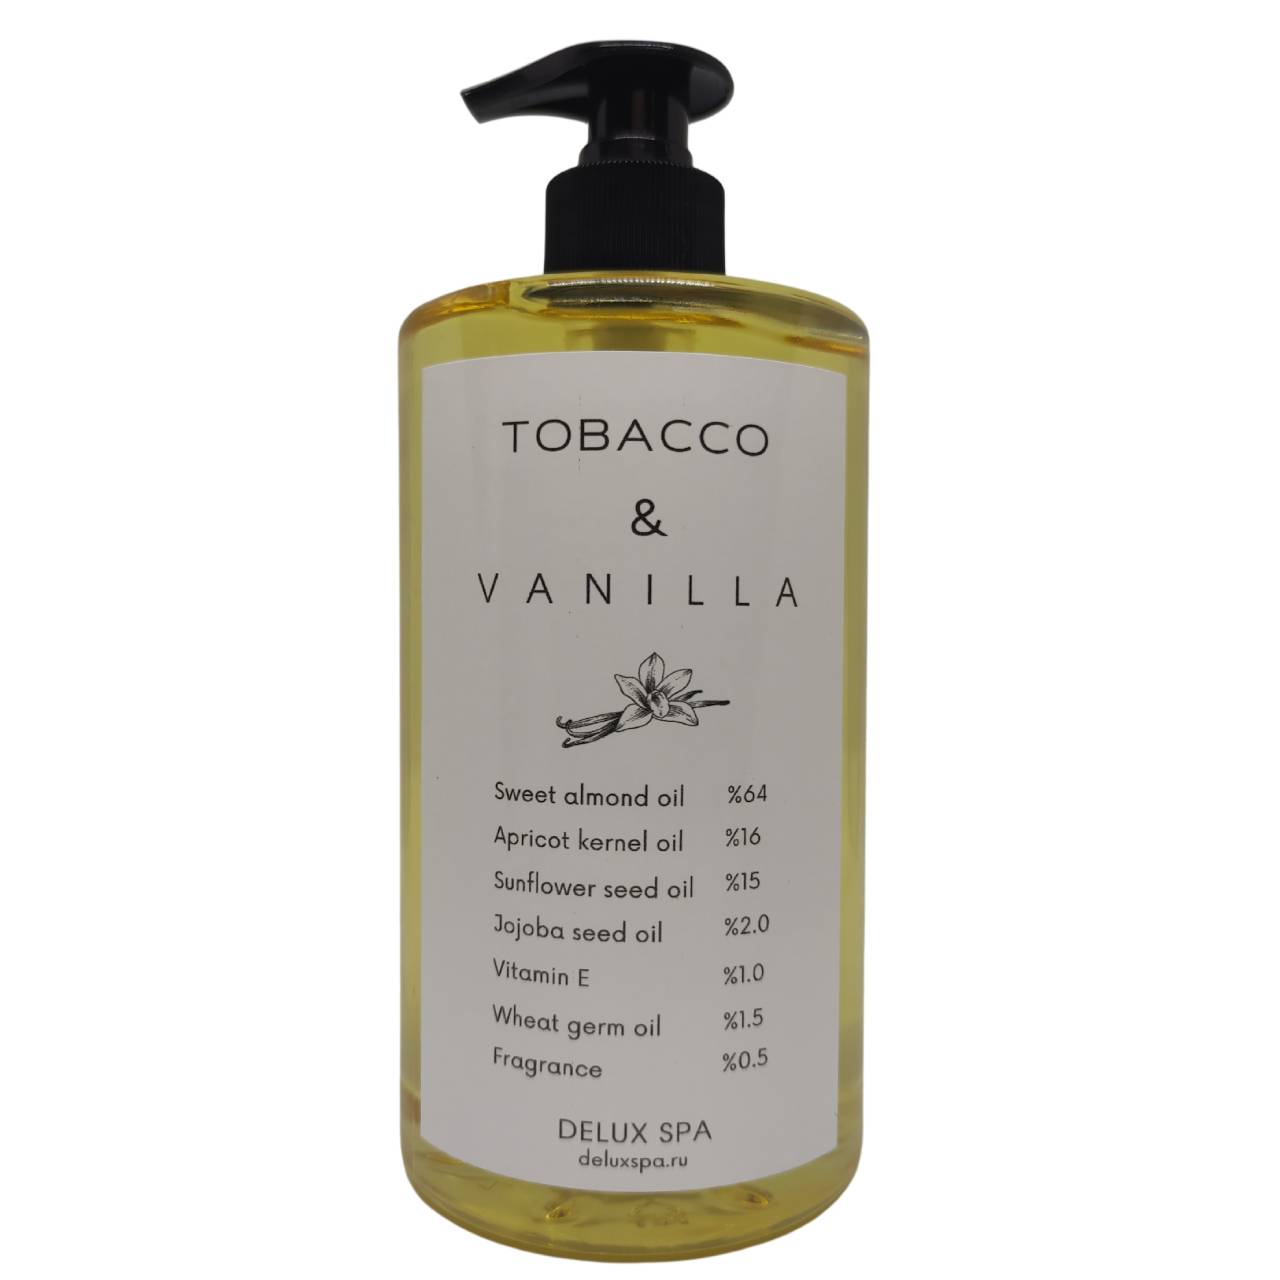 TOBACCO
&
VANILLA
Sweet almond oil %64
Apricot kernel oil %16
Sunflower seed oil %15
Jojoba seed oil %2.0
Vitamin E %1.0
Wheat germ oil %1.5
Fragrance %0.5
DELUX SPA
deluxspa.ru